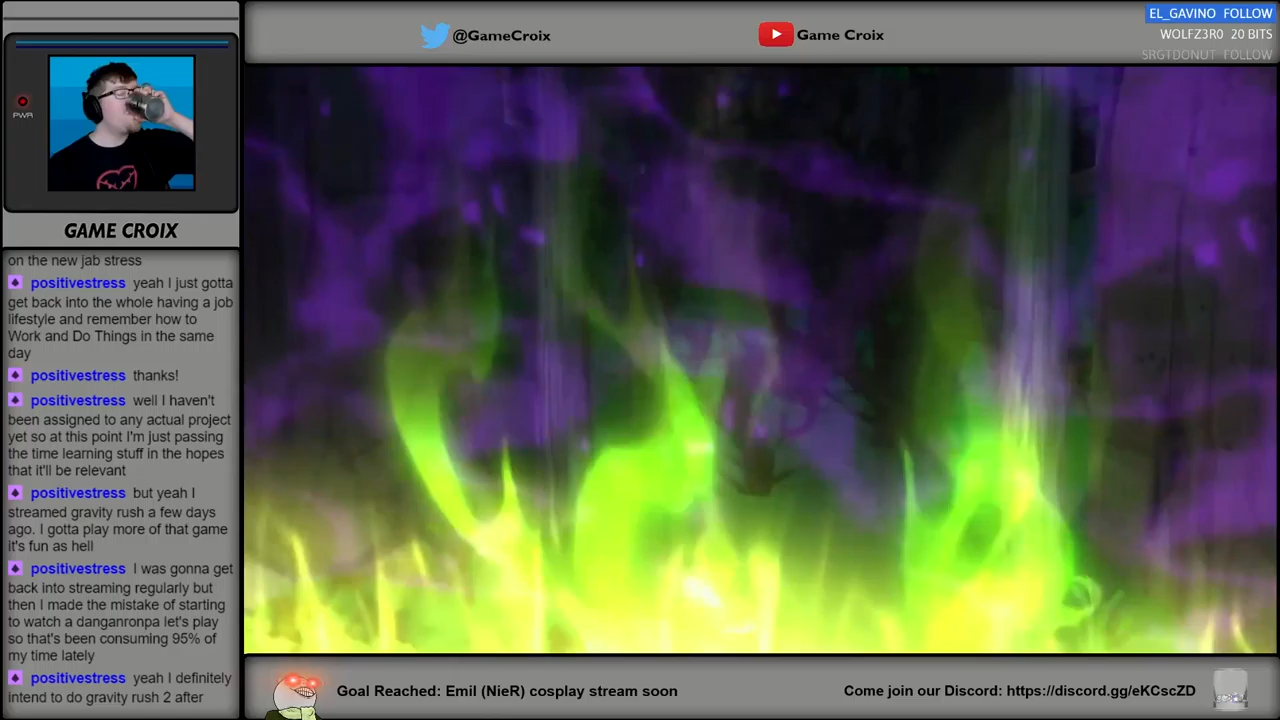 EL_GAVINO FOLLOW
WOLFZ3R0 20 BITS
SRGTDONUT FOLLOW
@GameCroix
Game Croix
PWR
GAME CROIX
on the new jab stress
positivestress yeah I just gotta
get back into the whole having a job
lifestyle and remember how to
Work and Do Things in the same
day
positivestress thanks!
positivestress well I haven't
been assigned to any actual project
yet so at this point I'm just passing
the time learning stuff in the hopes
that it'll be relevant
positivestress but yeah I
streamed gravity rush a few days
ago. I gotta play more of that game
it's fun as hell
positivestress I was gonna get
back into streaming regularly but
then I made the mistake of starting
to watch a danganronpa let's play
so that's been consuming 95% of
my time lately
positivestress yeah I definitely
intend to do gravity rush 2 after
Goal Reached: Emil (NieR) cosplay stream soon
Come join our Discord: https://discord.gg/eKCscZD